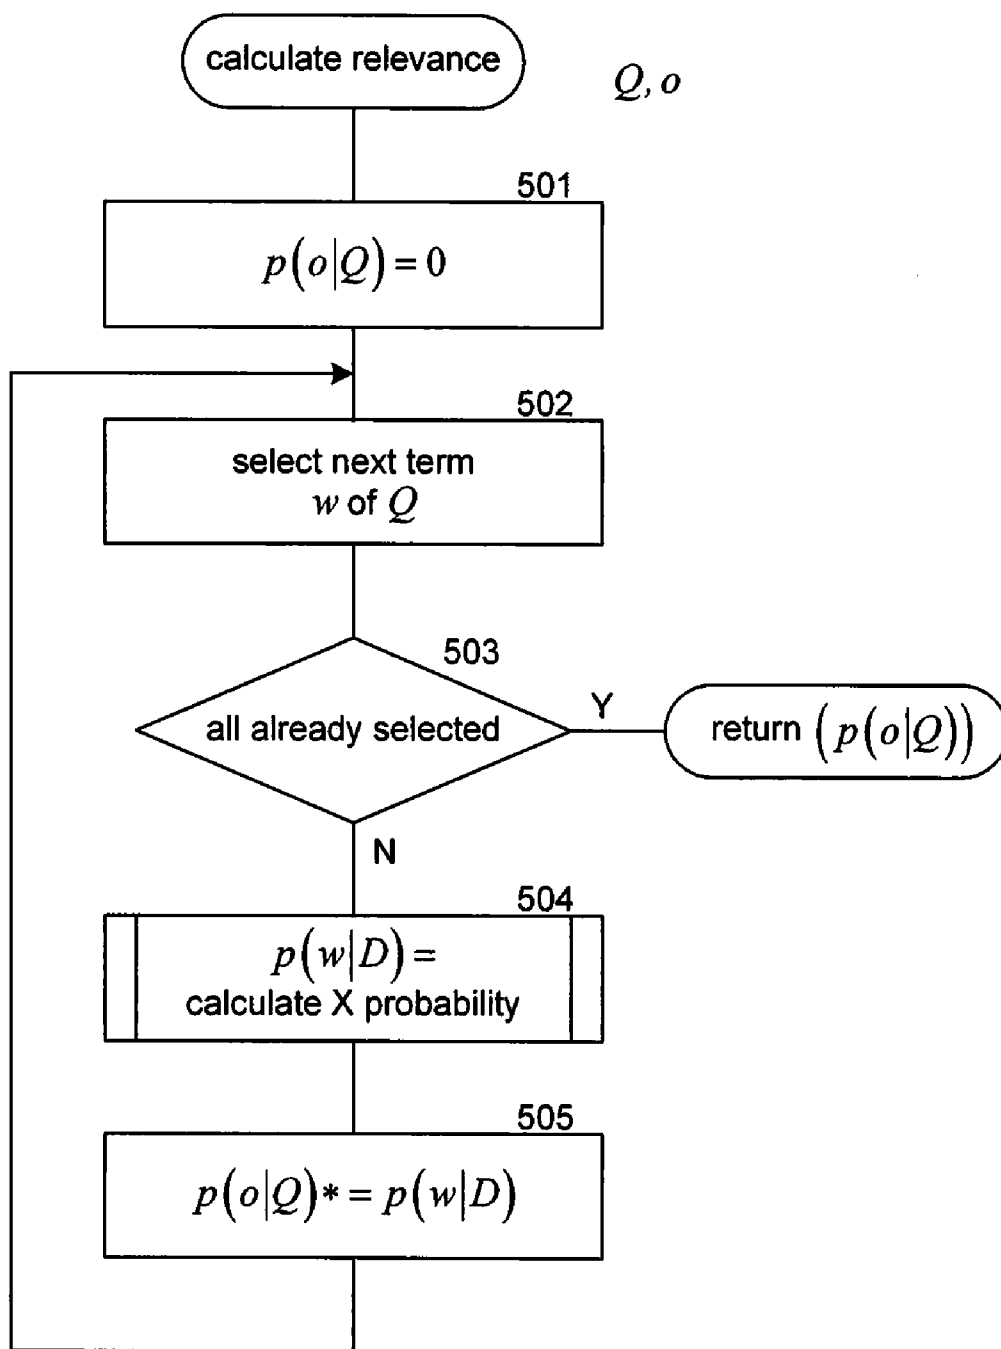 calculate relevance
Q, o
501
p(o|Q) = 0
502
select next term
w of Q
503
all already selected
Y
return (p(o|Q))
N
504
p(w|D) =
calculate X probability
505
p(o|Q)* = p(w|D)